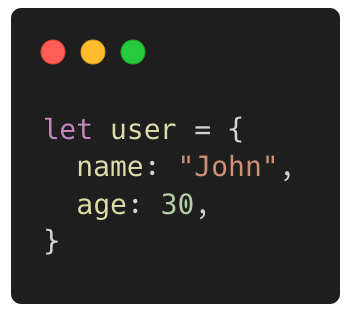 let user = {
  name: "John",
  age: 30,
}